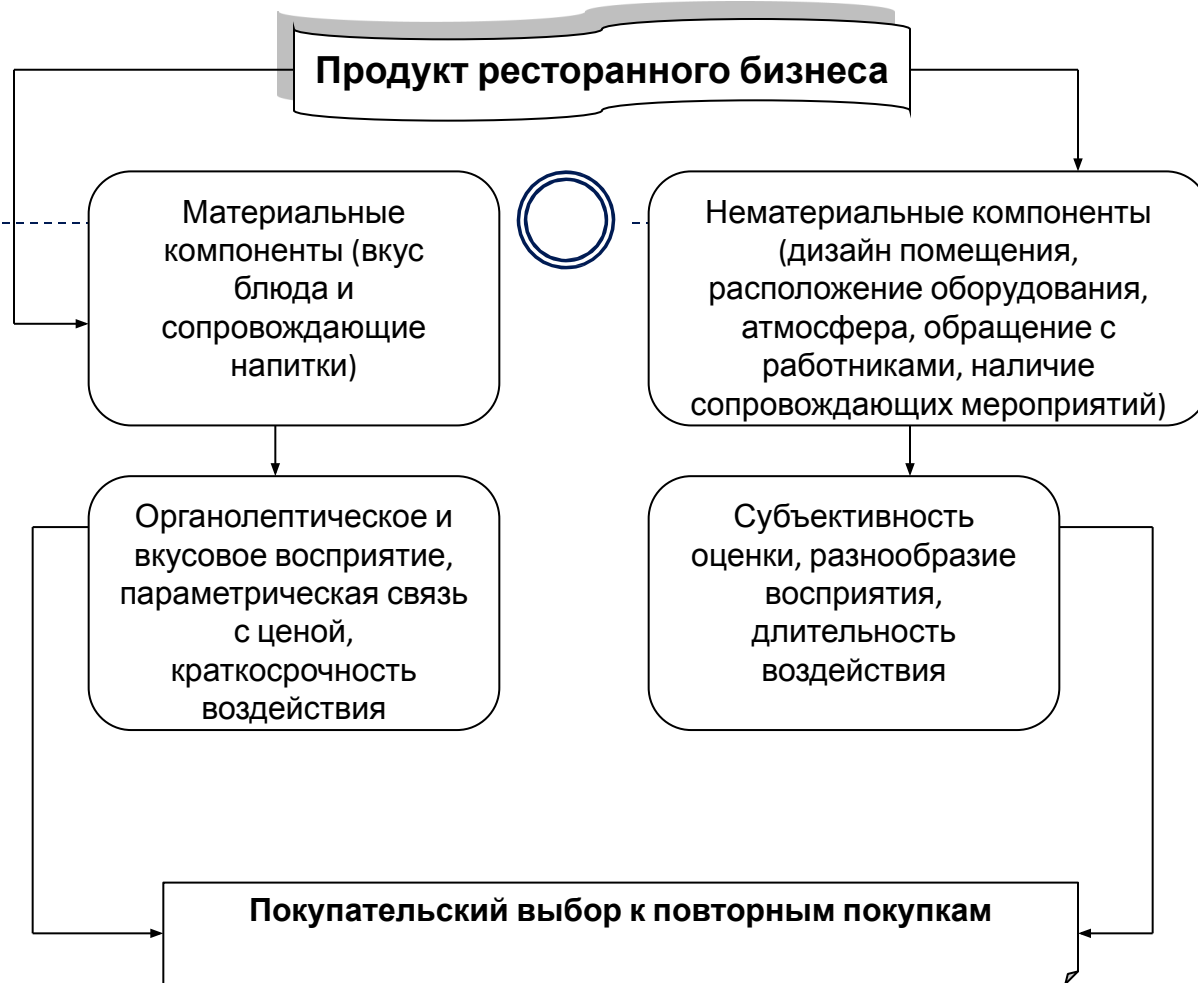 Продукт ресторанного бизнеса
Материальные
компоненты (вкус
блюда и
сопровождающие
напитки)
Нематериальные компоненты
(дизайн помещения,
расположение оборудования,
атмосфера, обращение с
работниками, наличие
сопровождающих мероприятий)
Органолептическое и
вкусовое восприятие,
параметрическая связь
с ценой,
краткосрочность
воздействия
Субъективность
оценки, разнообразие
восприятия,
длительность
воздействия
Покупательский выбор к повторным покупкам